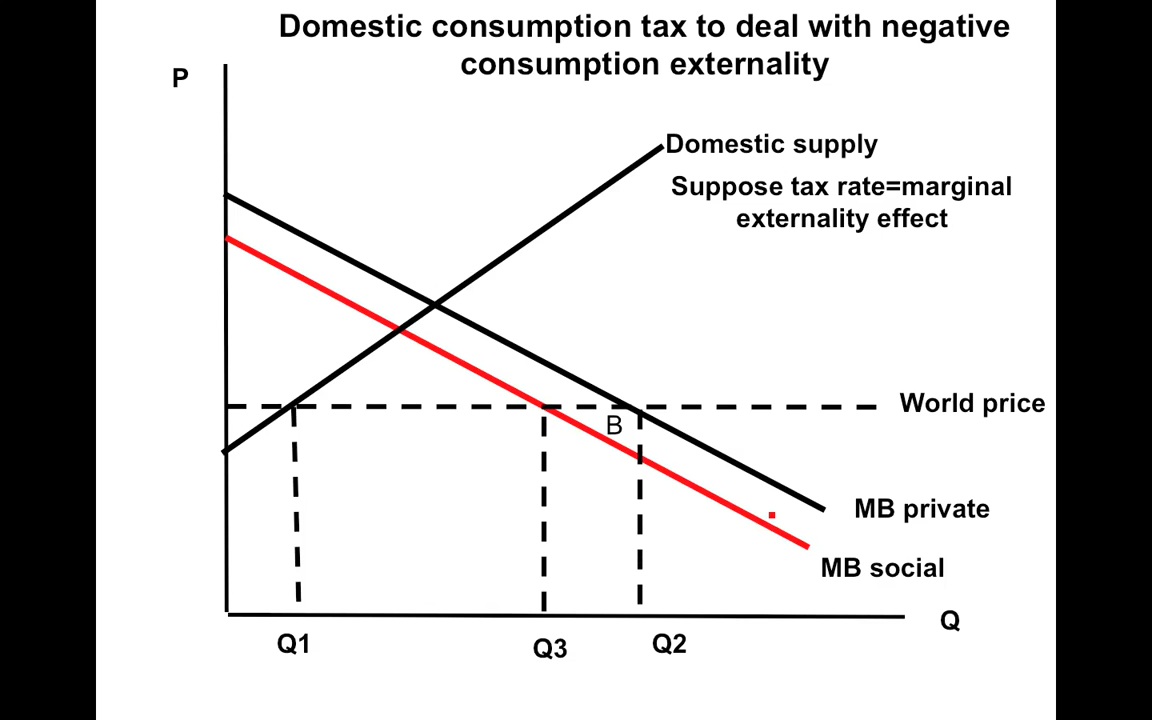 Domestic consumption tax to deal with negative
consumption externality
P
Domestic supply
Suppose tax rate=marginal
externality effect
World price
B
MB private
MB social
Q
Q1
Q3
Q2